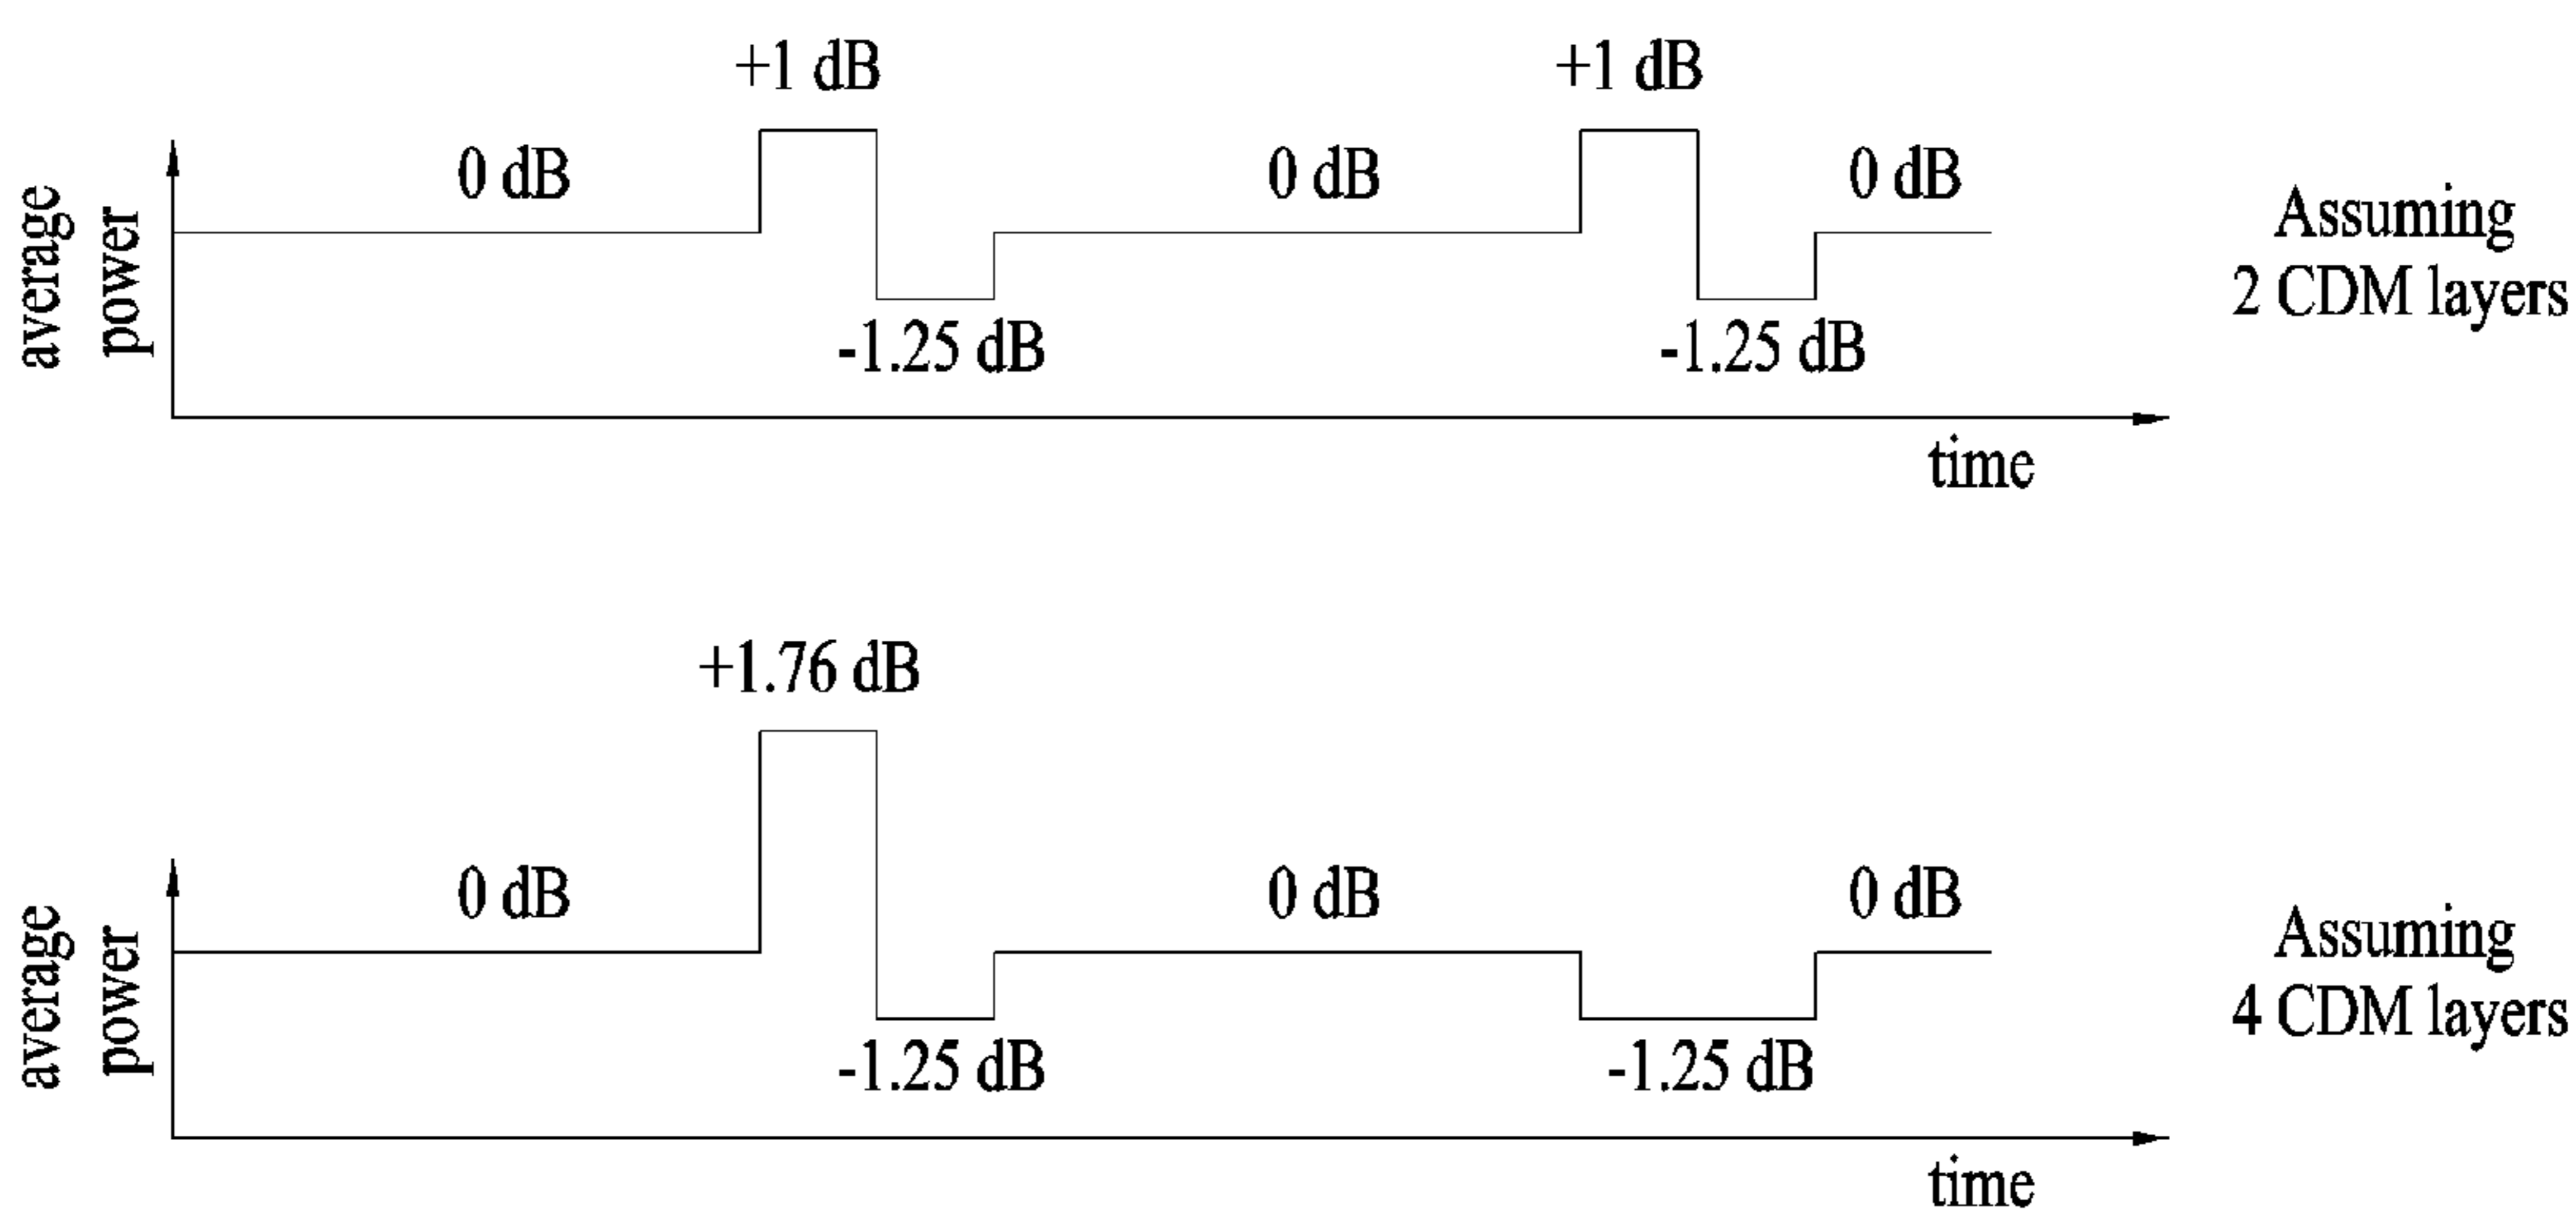 +1 dB
+1 dB
0 dB
0 dB
0 dB
average
power
-1.25 dB
-1.25 dB
time
Assuming
2 CDM layers
+1.76 dB
0 dB
0 dB
0 dB
average
power
-1.25 dB
-1.25 dB
time
Assuming
4 CDM layers